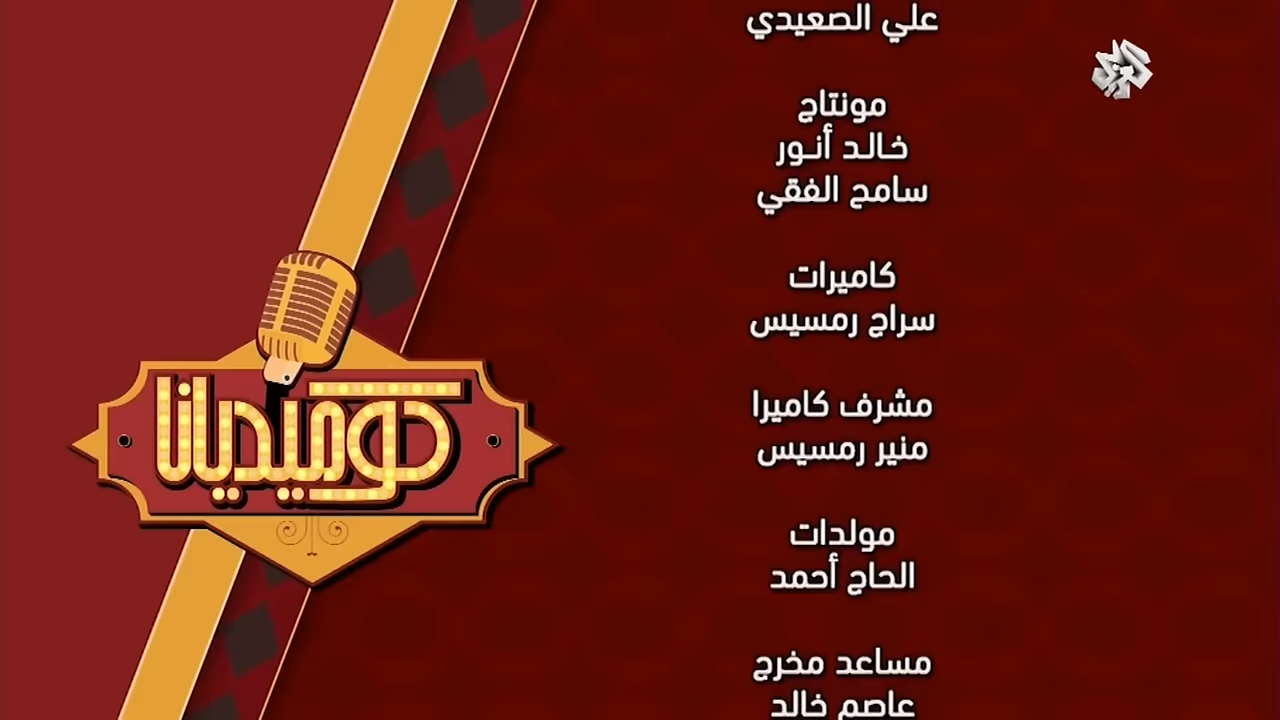 علي الصعيدي
مونتاج
خالد أنور
سامح الفقي
كاميرات
سراج رمسيس
مشرف كاميرا
منير رمسيس
مولدات
الحاج أحمد
مساعد مخرج
عاصم خالد
كوميديانا